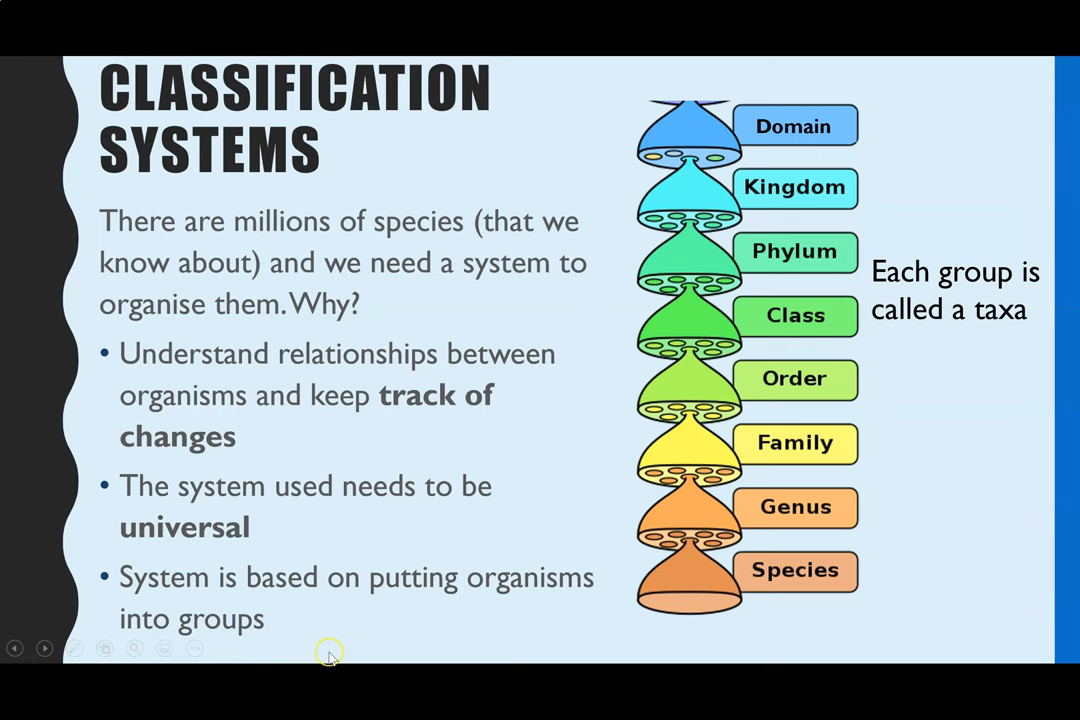 CLASSIFICATION
SYSTEMS
There are millions of species (that we
know about) and we need a system to
organise them. Why?
• Understand relationships between
organisms and keep track of
changes
• The system used needs to be
universal
• System is based on putting organisms
into groups
Domain
Kingdom
Phylum
Class
Order
Family
Genus
Species
Each group is
called a taxa